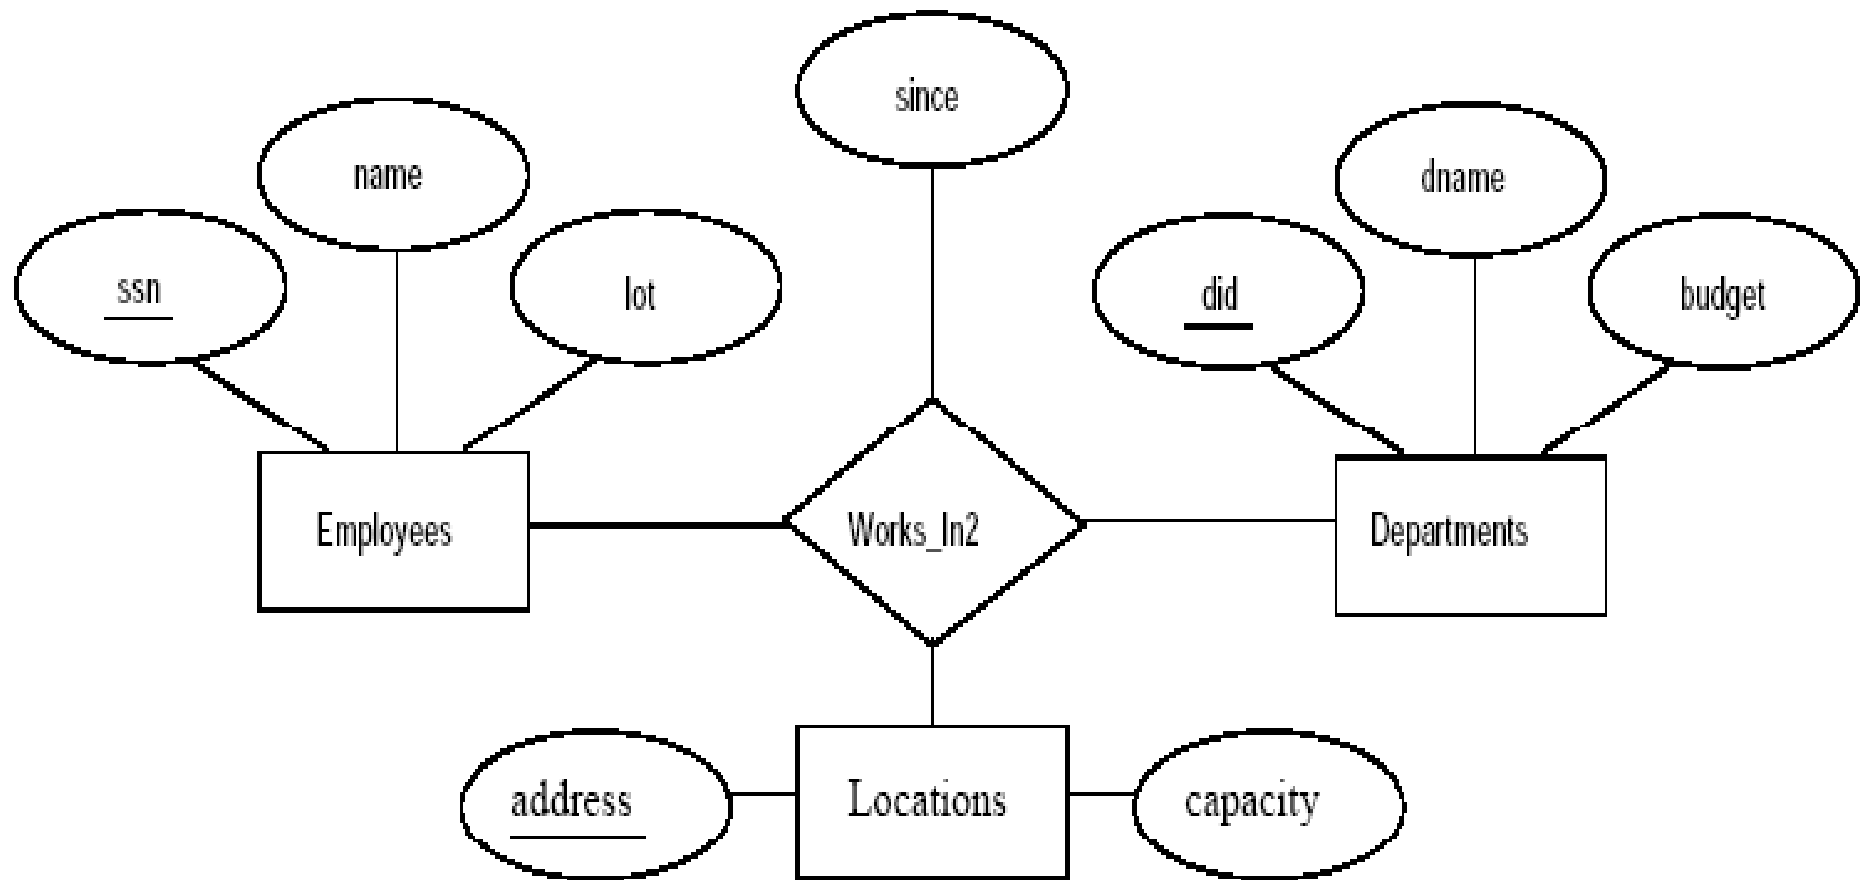 since
name
dname
ssn
lot
did
budget
Employees
Works_In2
Departments
address
Locations
capacity